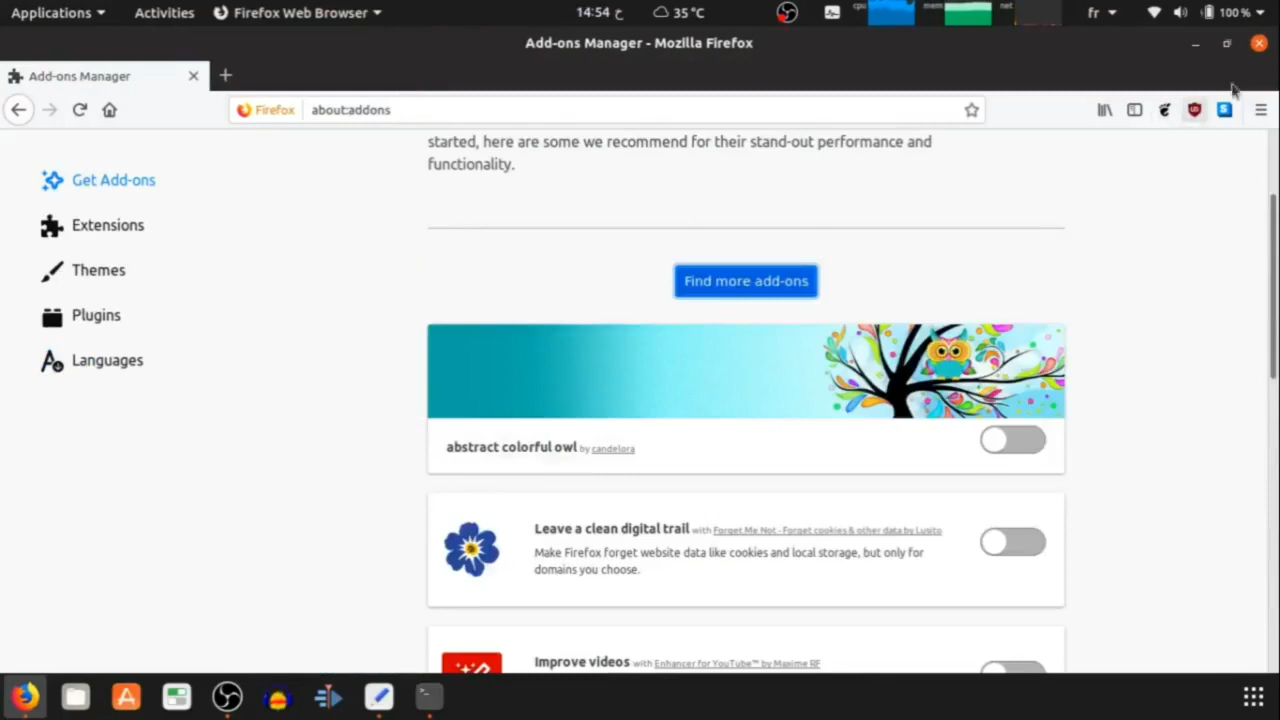 Applications Activities Firefox Web Browser 14:54 خ 35 °C fr 100 %
Add-ons Manager - Mozilla Firefox
Add-ons Manager
Firefox about:addons
started, here are some we recommend for their stand-out performance and
functionality.
Get Add-ons
Extensions
Themes
Plugins
Languages
Find more add-ons
abstract colorful owl by candelora
Leave a clean digital trail with Forget Me Not - Forget cookies & other data by Lusito
Make Firefox forget website data like cookies and local storage, but only for
domains you choose.
Improve videos with Enhancer for YouTube™ by Maxime RF